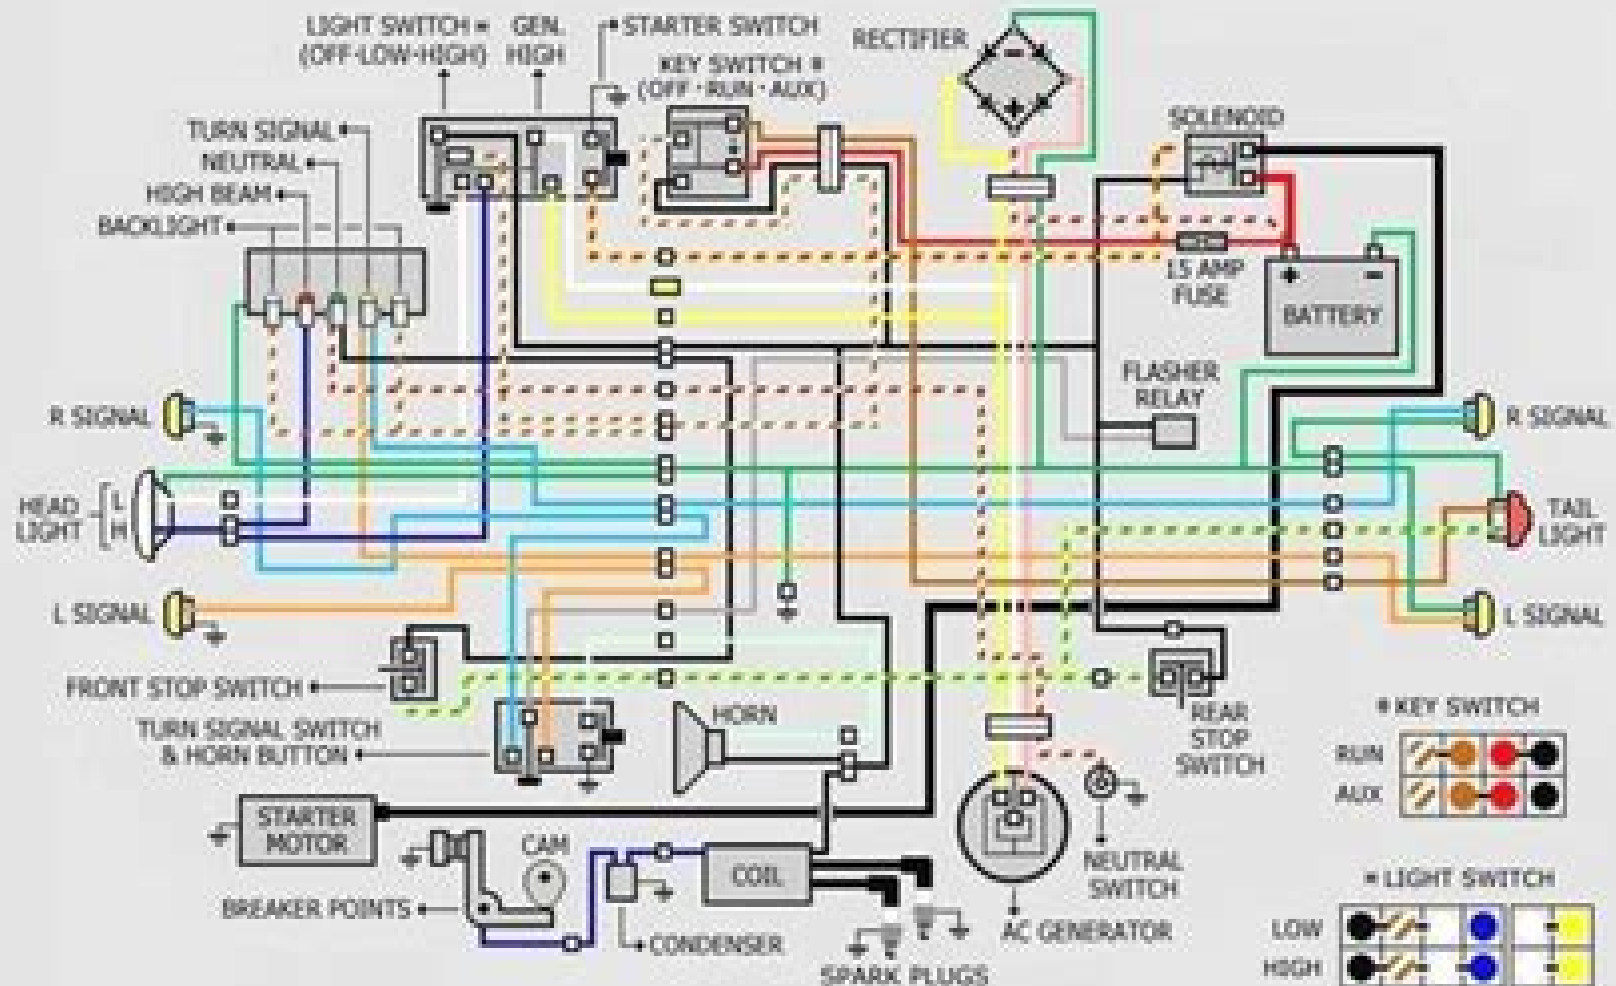 LIGHT SWITCH *
(OFF·LOW·HIGH)
GEN.
HIGH
STARTER SWITCH
KEY SWITCH *
(OFF · RUN · AUX)
RECTIFIER
SOLENOID
TURN SIGNAL
NEUTRAL
HIGH BEAM
BACKLIGHT
15 AMP
FUSE
+ −
BATTERY
FLASHER
RELAY
R SIGNAL
R SIGNAL
HEAD
LIGHT
L
H
TAIL
LIGHT
L SIGNAL
L SIGNAL
FRONT STOP SWITCH
TURN SIGNAL SWITCH
& HORN BUTTON
HORN
REAR
STOP
SWITCH
* KEY SWITCH
RUN
AUX
STARTER
MOTOR
CAM
COIL
BREAKER POINTS
CONDENSER
SPARK PLUGS
NEUTRAL
SWITCH
AC GENERATOR
* LIGHT SWITCH
LOW
HIGH